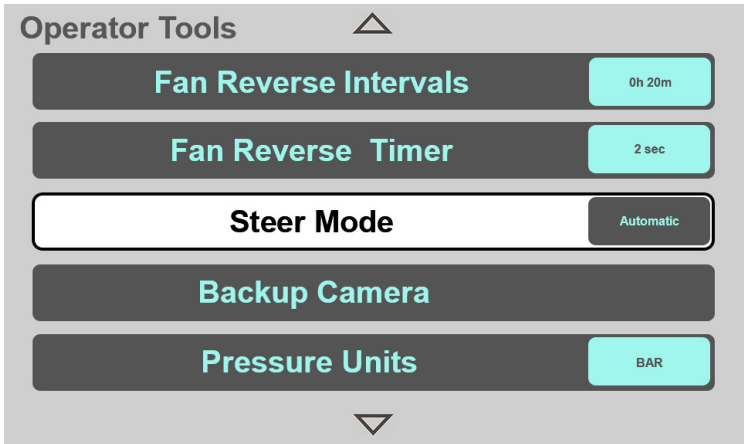 Operator Tools
Fan Reverse Intervals 0h 20m
Fan Reverse Timer 2 sec
Steer Mode Automatic
Backup Camera
Pressure Units BAR